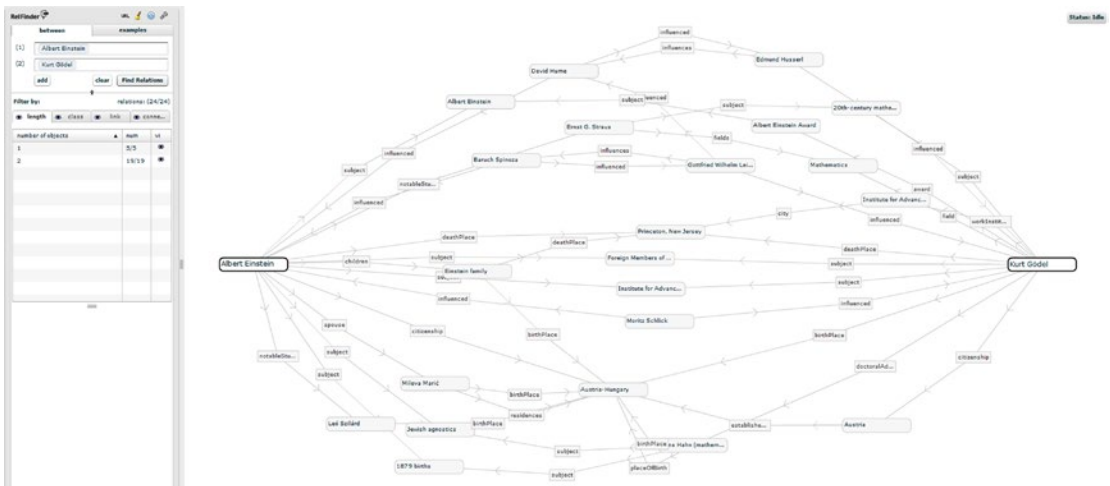 RelFinder
URL
between
examples
(1) Albert Einstein
(2) Kurt Gödel
add
clear
Find Relations
Filter by:
relations: (24/24)
length
class
link
conne...
number of objects
num
vi
1
5/5
2
19/19
Status: Idle
influenced
influences
David Hume
Edmund Husserl
Albert Einstein
subject
subject
20th-century mathe...
Ernst G. Straus
Albert Einstein Award
fields
influenced
influences
influenced
Baruch Spinoza
influenced
Gottfried Wilhelm Lei...
Mathematics
subject
subject
notableStu...
award
Institute for Advanc...
influenced
city
influenced
field
workInstit...
Princeton, New Jersey
deathPlace
deathPlace
deathPlace
Albert Einstein
children
subject
Foreign Members of ...
subject
Kurt Gödel
Einstein family
Institute for Advanc...
subject
influenced
influenced
Moritz Schlick
spouse
citizenship
birthPlace
birthPlace
notableStu...
subject
citizenship
subject
doctoralAd...
Mileva Marić
Austria-Hungary
birthPlace
residences
Leó Szilárd
birthPlace
Jewish agnostics
establishe...
Austria
birthPlace
subject
1879 births
placeOfBirth
subject